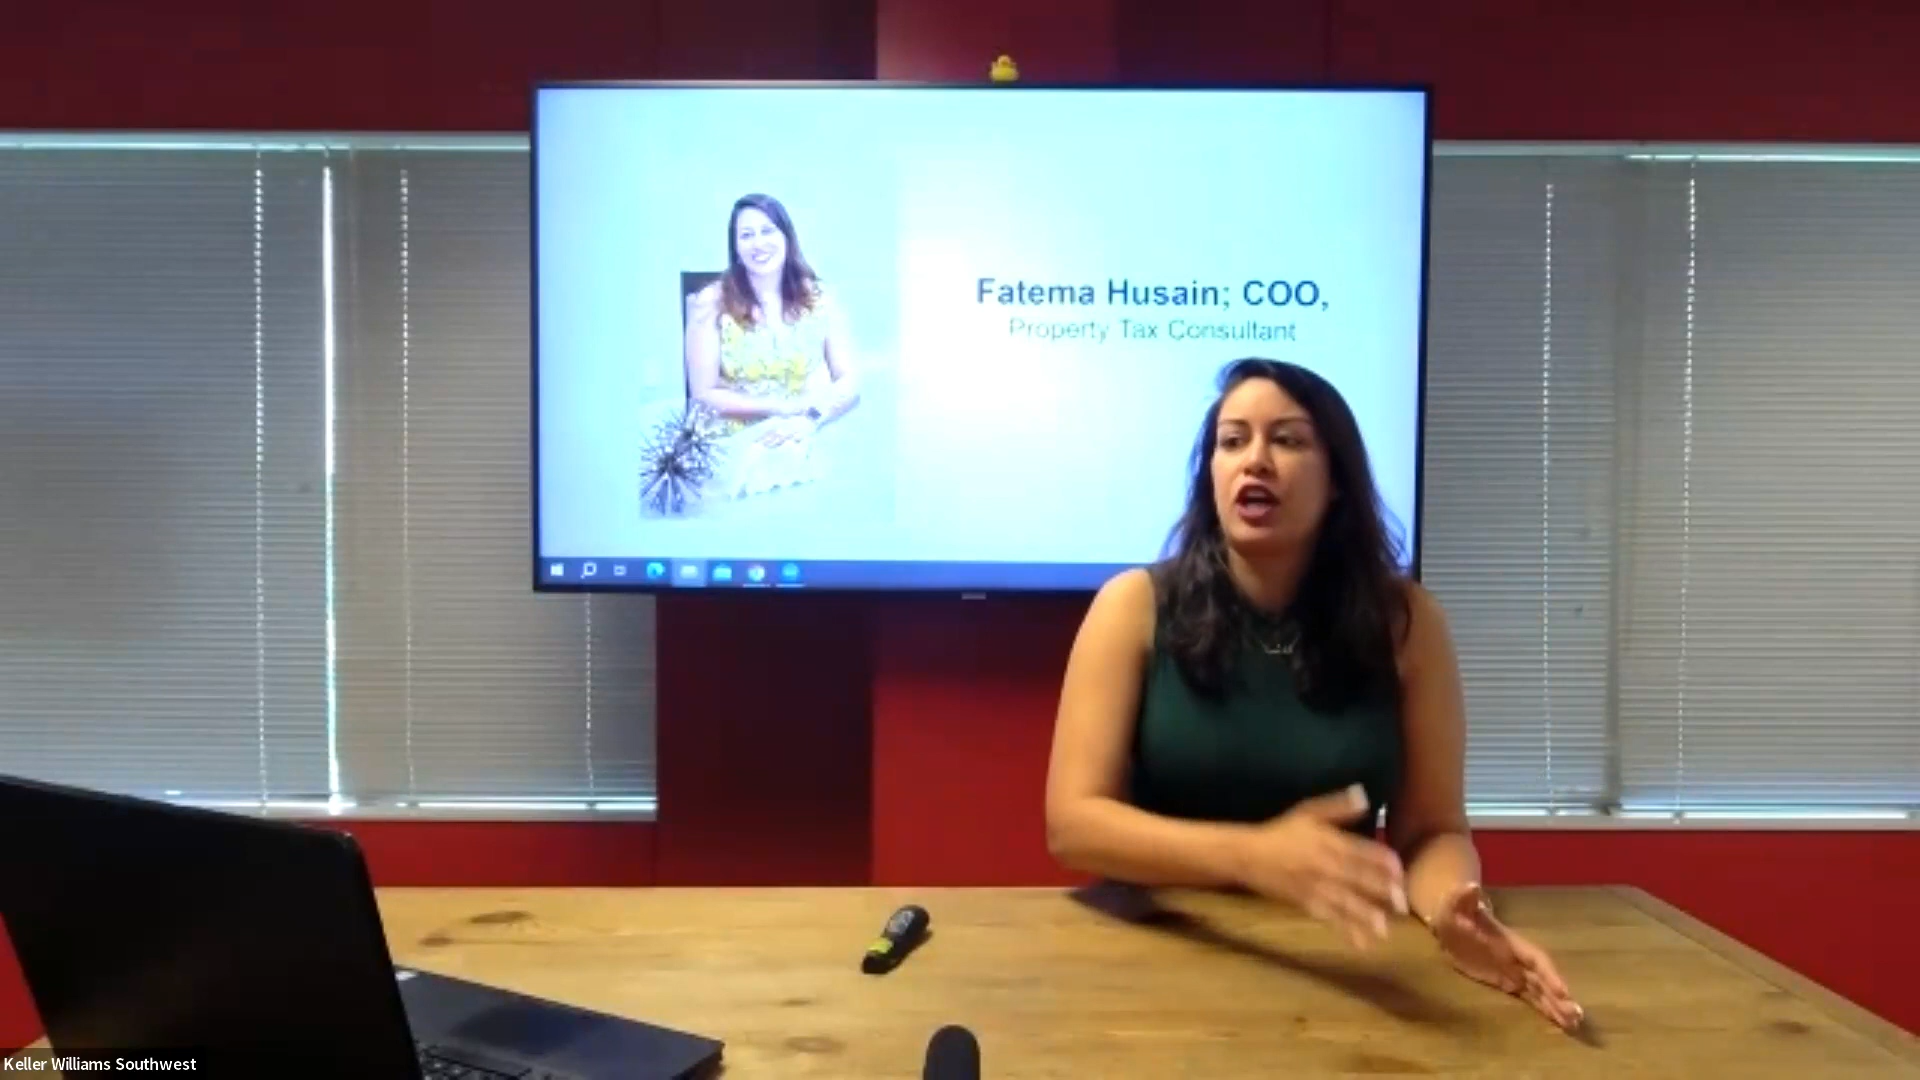 Fatema Husain; COO,
Property Tax Consultant
Keller Williams Southwest